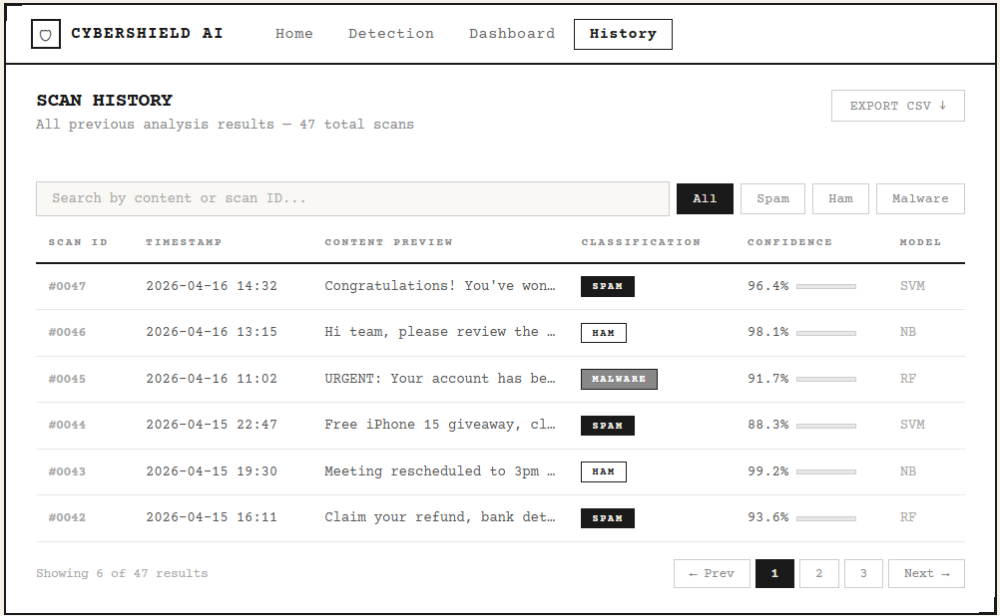 CYBERSHIELD AI Home Detection Dashboard History
SCAN HISTORY
EXPORT CSV ↓
All previous analysis results — 47 total scans
Search by content or scan ID... All Spam Ham Malware
SCAN ID TIMESTAMP CONTENT PREVIEW CLASSIFICATION CONFIDENCE MODEL
#0047 2026-04-16 14:32 Congratulations! You've won… SPAM 96.4% SVM
#0046 2026-04-16 13:15 Hi team, please review the … HAM 98.1% NB
#0045 2026-04-16 11:02 URGENT: Your account has be… MALWARE 91.7% RF
#0044 2026-04-15 22:47 Free iPhone 15 giveaway, cl… SPAM 88.3% SVM
#0043 2026-04-15 19:30 Meeting rescheduled to 3pm … HAM 99.2% NB
#0042 2026-04-15 16:11 Claim your refund, bank det… SPAM 93.6% RF
Showing 6 of 47 results ← Prev 1 2 3 Next →